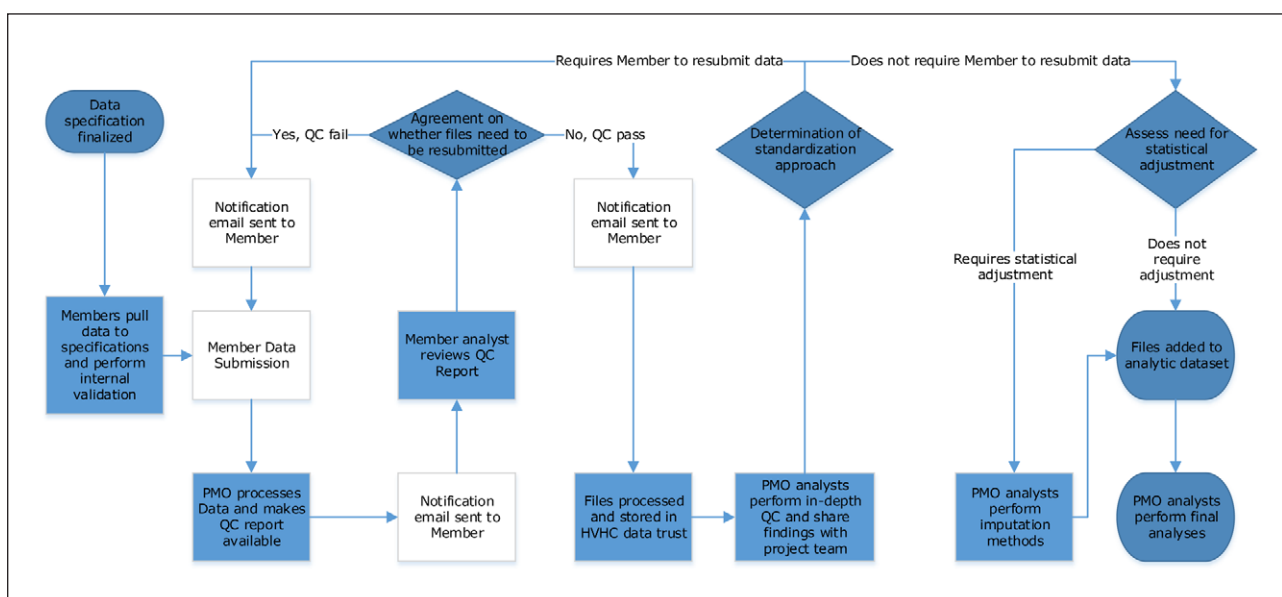 Requires Member to resubmit data
Does not require Member to resubmit data
Data
specification
finalized
Yes, QC fail
Agreement on
whether files need to
be resubmitted
No, QC pass
Determination of
standardization
approach
Assess need for
statistical
adjustment
Notification
email sent to
Member
Notification
email sent to
Member
Requires statistical
adjustment
Does not
require
adjustment
Members pull
data to
specifications
and perform
internal
validation
Member Data
Submission
Member analyst
reviews QC
Report
Files added to
analytic dataset
PMO processes
Data and makes
QC report
available
Notification
email sent to
Member
Files processed
and stored in
HVHC data trust
PMO analysts
perform in-depth
QC and share
findings with
project team
PMO analysts
perform
imputation
methods
PMO analysts
perform final
analyses